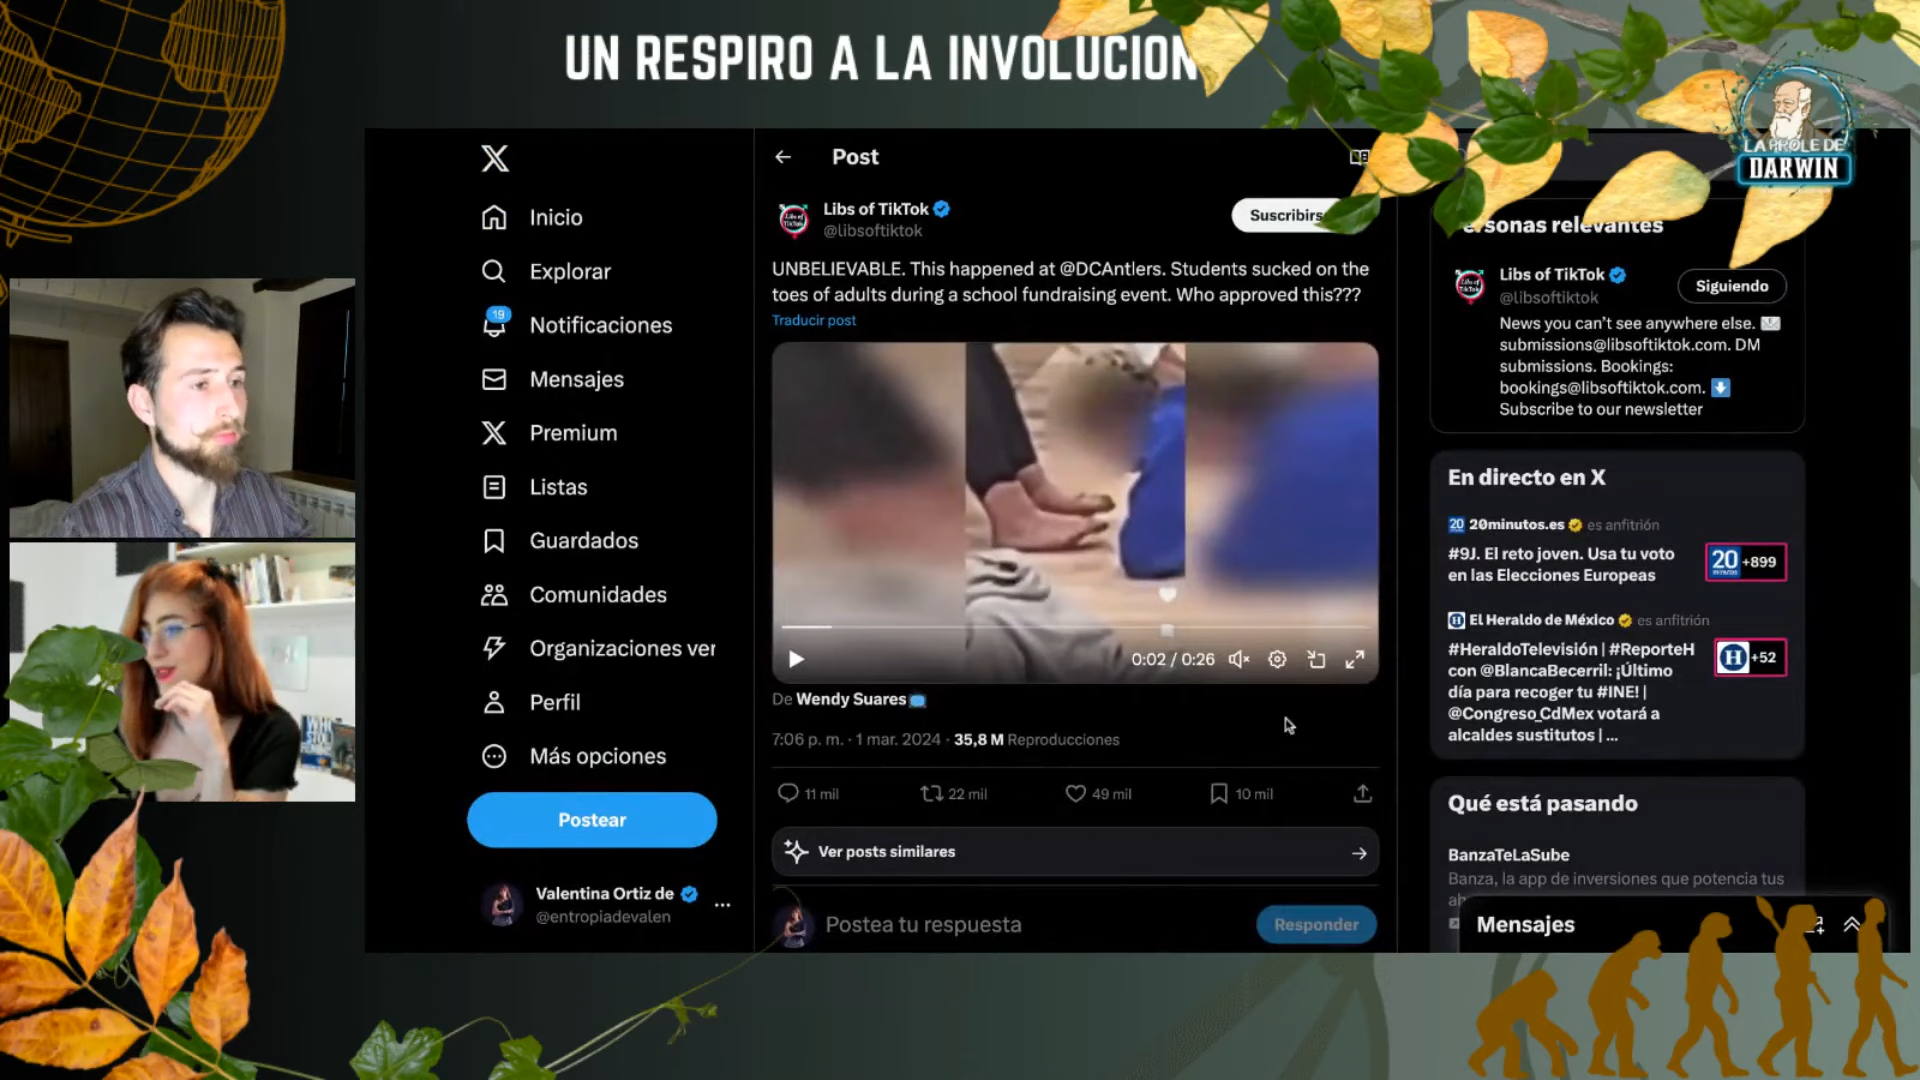 UN RESPIRO A LA INVOLUCION
LA PROLE DE
DARWIN
Inicio
Explorar
19
Notificaciones
Mensajes
Premium
Listas
Guardados
Comunidades
Organizaciones ver
Perfil
Más opciones
Postear
Valentina Ortiz de
@entropiadevalen
Post
Libs of TikTok
@libsoftiktok
Suscribirs
UNBELIEVABLE. This happened at @DCAntlers. Students sucked on the
toes of adults during a school fundraising event. Who approved this???
Traducir post
0:02 / 0:26
De Wendy Suares
7:06 p. m. · 1 mar. 2024 · 35,8 M Reproducciones
11 mil
22 mil
49 mil
10 mil
Ver posts similares
Postea tu respuesta
Responder
ersonas relevantes
Libs of TikTok
@libsoftiktok
Siguiendo
News you can't see anywhere else.
submissions@libsoftiktok.com. DM
submissions. Bookings:
bookings@libsoftiktok.com.
Subscribe to our newsletter
En directo en X
20 20minutos.es es anfitrión
#9J. El reto joven. Usa tu voto
en las Elecciones Europeas
20 +899
H El Heraldo de México es anfitrión
#HeraldoTelevisión | #ReporteH
con @BlancaBecerril: ¡Último
día para recoger tu #INE! |
@Congreso_CdMex votará a
alcaldes sustitutos | ...
H +52
Qué está pasando
BanzaTeLaSube
Banza, la app de inversiones que potencia tus
Mensajes